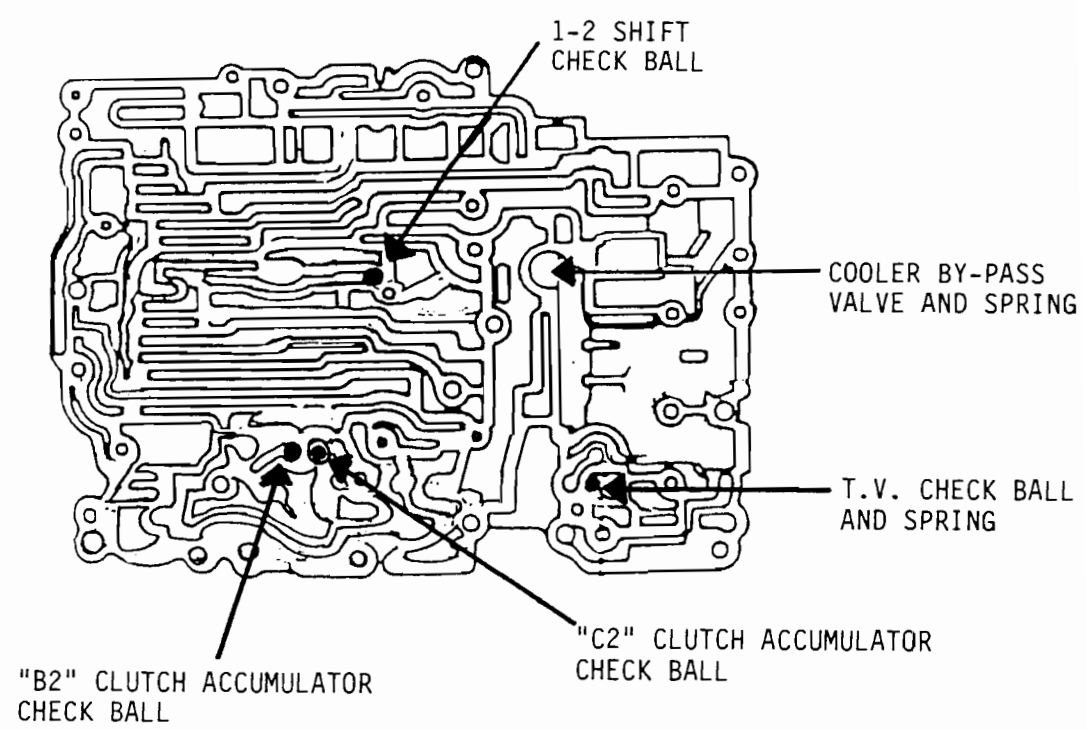 1-2 SHIFT
CHECK BALL
COOLER BY-PASS
VALVE AND SPRING
T.V. CHECK BALL
AND SPRING
"C2" CLUTCH ACCUMULATOR
CHECK BALL
"B2" CLUTCH ACCUMULATOR
CHECK BALL